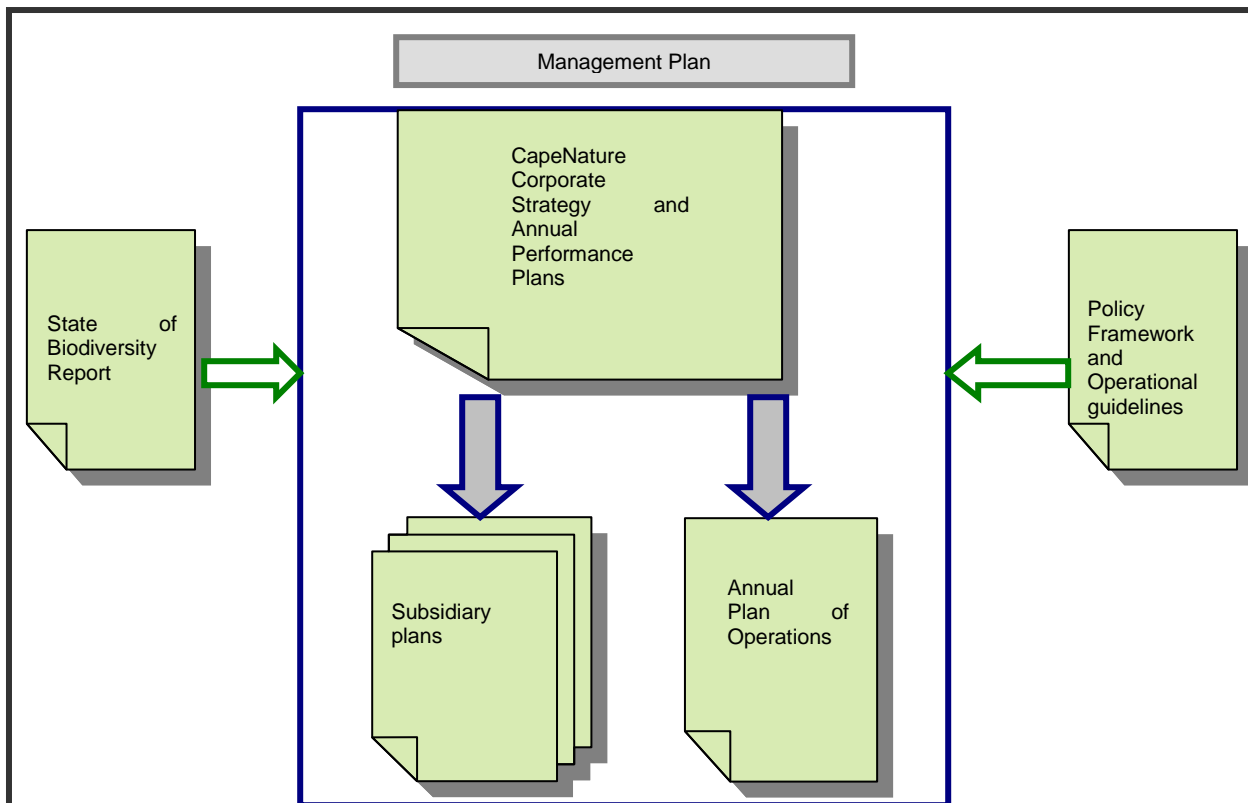 Management Plan
CapeNature
Corporate
Strategy and
Annual
Performance
Plans
State of
Biodiversity
Report
Policy
Framework
and
Operational
guidelines
Subsidiary
plans
Annual
Plan of
Operations